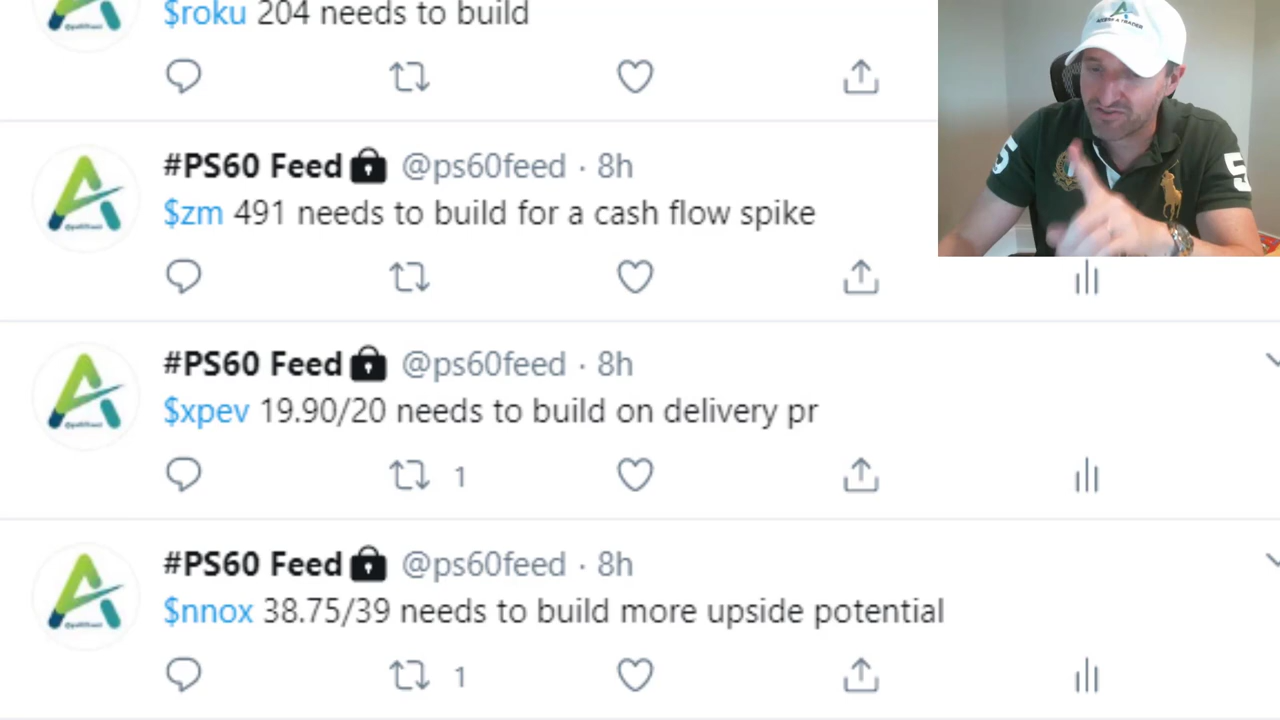 $roku 204 needs to build
#PS60 Feed @ps60feed · 8h
$zm 491 needs to build for a cash flow spike
#PS60 Feed @ps60feed · 8h
$xpev 19.90/20 needs to build on delivery pr
1
#PS60 Feed @ps60feed · 8h
$nnox 38.75/39 needs to build more upside potential
1
5
5